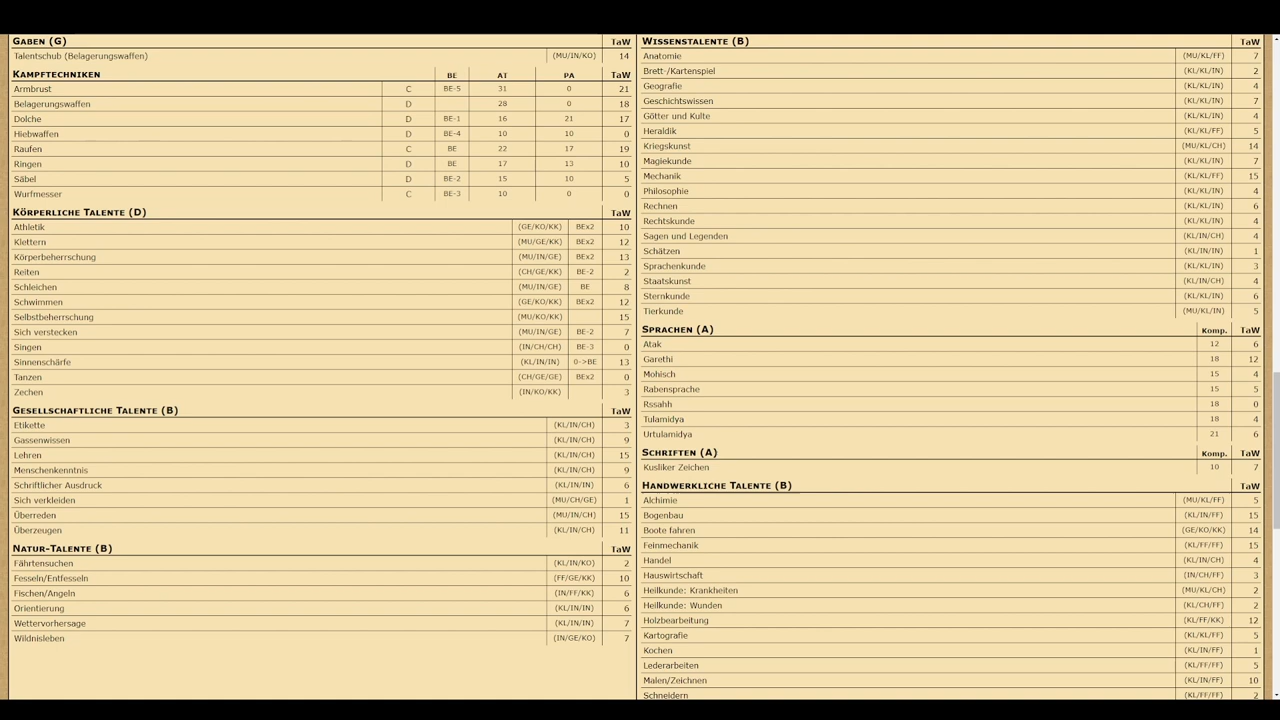 GABEN (G) TaW
Talentschub (Belagerungswaffen) (MU/IN/KO) 14
KAMPFTECHNIKEN BE AT PA TaW
Armbrust C BE-5 31 0 21
Belagerungswaffen D 28 0 18
Dolche D BE-1 16 21 17
Hiebwaffen D BE-4 10 10 0
Raufen C BE 22 17 19
Ringen D BE 17 13 10
Säbel D BE-2 15 10 5
Wurfmesser C BE-3 10 0 0
KÖRPERLICHE TALENTE (D) TaW
Athletik (GE/KO/KK) BEx2 10
Klettern (MU/GE/KK) BEx2 12
Körperbeherrschung (MU/IN/GE) BEx2 13
Reiten (CH/GE/KK) BE-2 2
Schleichen (MU/IN/GE) BE 8
Schwimmen (GE/KO/KK) BEx2 12
Selbstbeherrschung (MU/KO/KK) 15
Sich verstecken (MU/IN/GE) BE-2 7
Singen (IN/CH/CH) BE-3 0
Sinnenschärfe (KL/IN/IN) 0->BE 13
Tanzen (CH/GE/GE) BEx2 0
Zechen (IN/KO/KK) 3
GESELLSCHAFTLICHE TALENTE (B) TaW
Etikette (KL/IN/CH) 3
Gassenwissen (KL/IN/CH) 9
Lehren (KL/IN/CH) 15
Menschenkenntnis (KL/IN/CH) 9
Schriftlicher Ausdruck (KL/IN/IN) 6
Sich verkleiden (MU/CH/GE) 1
Überreden (MU/IN/CH) 15
Überzeugen (KL/IN/CH) 11
NATUR-TALENTE (B) TaW
Fährtensuchen (KL/IN/KO) 2
Fesseln/Entfesseln (FF/GE/KK) 10
Fischen/Angeln (IN/FF/KK) 6
Orientierung (KL/IN/IN) 6
Wettervorhersage (KL/IN/IN) 7
Wildnisleben (IN/GE/KO) 7
WISSENSTALENTE (B) TaW
Anatomie (MU/KL/FF) 7
Brett-/Kartenspiel (KL/KL/IN) 2
Geografie (KL/KL/IN) 4
Geschichtswissen (KL/KL/IN) 7
Götter und Kulte (KL/KL/IN) 4
Heraldik (KL/KL/FF) 5
Kriegskunst (MU/KL/CH) 14
Magiekunde (KL/KL/IN) 7
Mechanik (KL/KL/FF) 15
Philosophie (KL/KL/IN) 4
Rechnen (KL/KL/IN) 6
Rechtskunde (KL/KL/IN) 4
Sagen und Legenden (KL/IN/CH) 4
Schätzen (KL/IN/IN) 1
Sprachenkunde (KL/KL/IN) 3
Staatskunst (KL/IN/CH) 4
Sternkunde (KL/KL/IN) 6
Tierkunde (MU/KL/IN) 5
SPRACHEN (A) Komp. TaW
Atak 12 6
Garethi 18 12
Mohisch 15 4
Rabensprache 15 5
Rssahh 18 0
Tulamidya 18 4
Urtulamidya 21 6
SCHRIFTEN (A) Komp. TaW
Kusliker Zeichen 10 7
HANDWERKLICHE TALENTE (B) TaW
Alchimie (MU/KL/FF) 5
Bogenbau (KL/IN/FF) 15
Boote fahren (GE/KO/KK) 14
Feinmechanik (KL/FF/FF) 15
Handel (KL/IN/CH) 4
Hauswirtschaft (IN/CH/FF) 3
Heilkunde: Krankheiten (MU/KL/CH) 2
Heilkunde: Wunden (KL/CH/FF) 2
Holzbearbeitung (KL/FF/KK) 12
Kartografie (KL/KL/FF) 5
Kochen (KL/IN/FF) 1
Lederarbeiten (KL/FF/FF) 5
Malen/Zeichnen (KL/IN/FF) 10
Schneidern (KL/FF/FF) 2